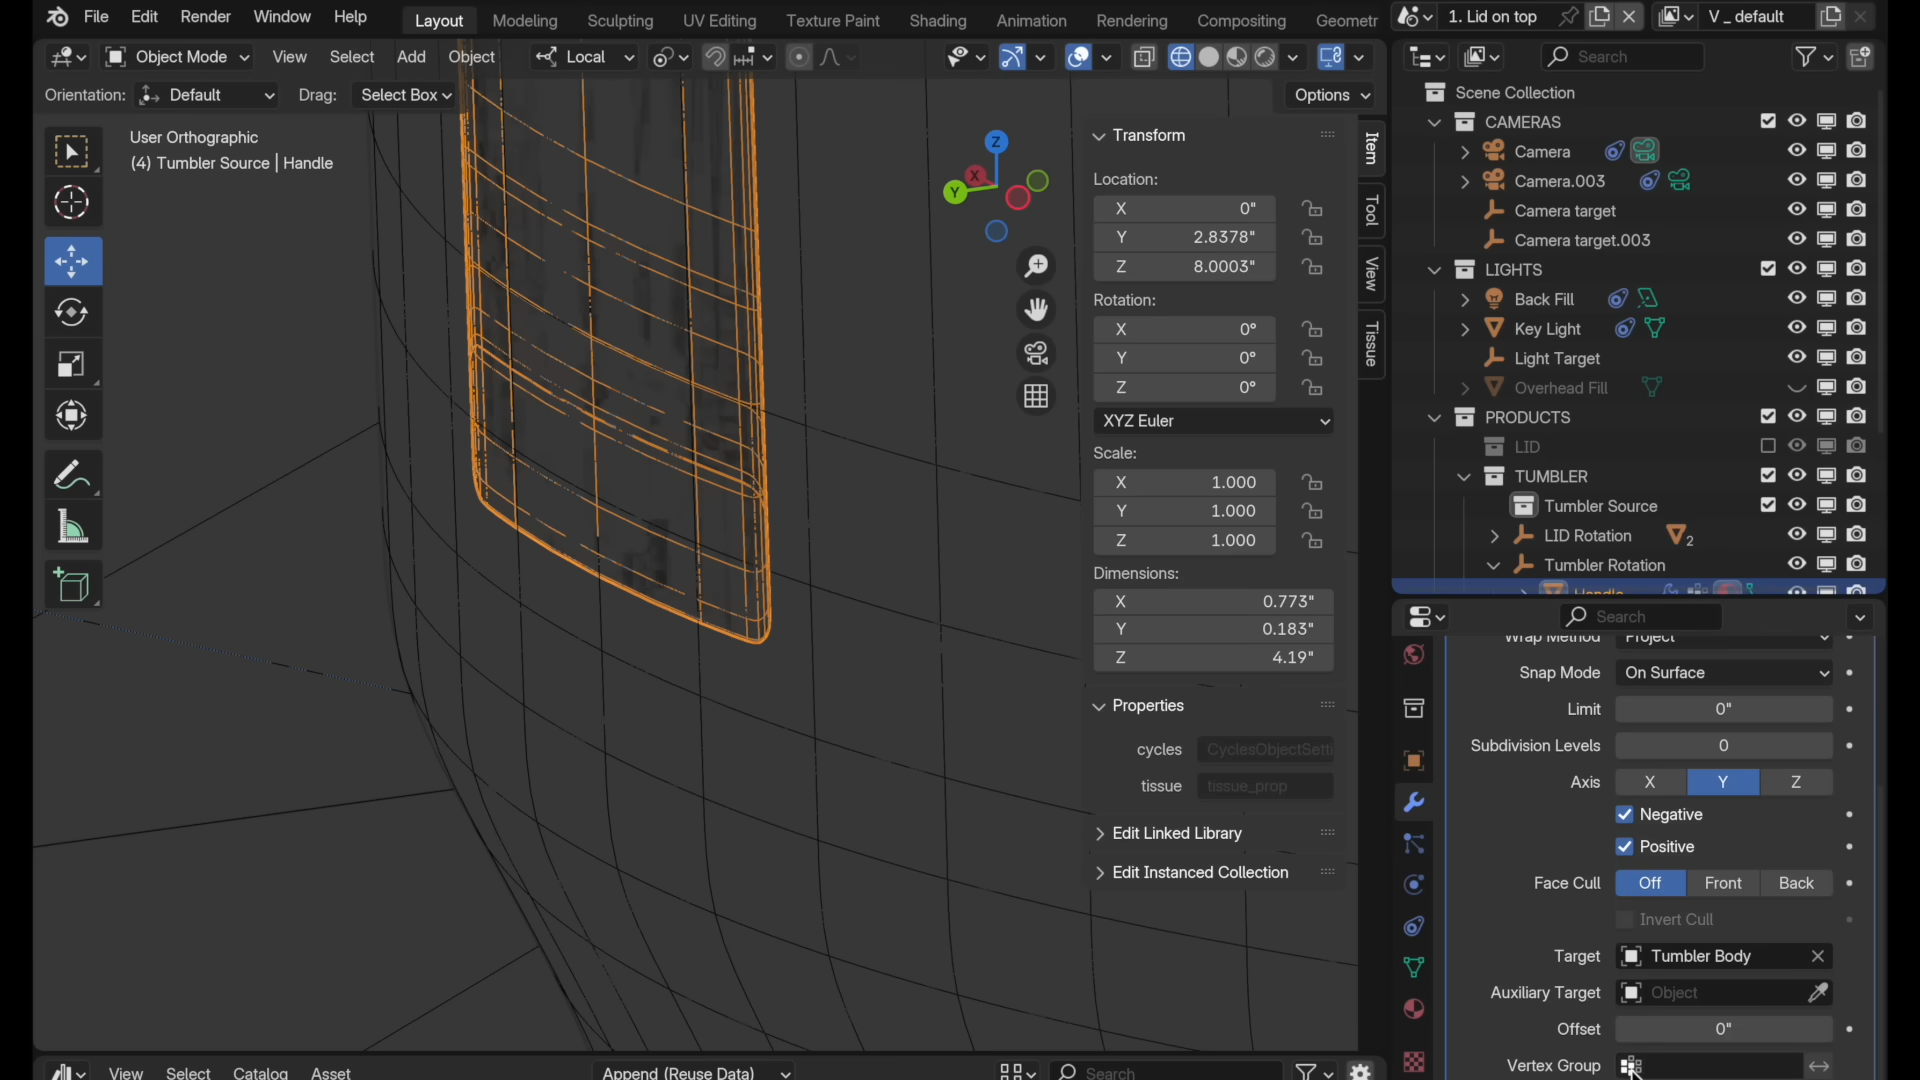 File Edit Render Window Help Layout Modeling Sculpting UV Editing Texture Paint Shading Animation Rendering Compositing Geometr 1. Lid on top V _ default
Object Mode View Select Add Object Local Search
Orientation: Default Drag: Select Box Options
User Orthographic
(4) Tumbler Source | Handle
Z
X
Y
Item
Tool
View
Tissue
Transform
Location:
X 0"
Y 2.8378"
Z 8.0003"
Rotation:
X 0°
Y 0°
Z 0°
XYZ Euler
Scale:
X 1.000
Y 1.000
Z 1.000
Dimensions:
X 0.773"
Y 0.183"
Z 4.19"
Properties
cycles CyclesObjectSetti
tissue tissue_prop
Edit Linked Library
Edit Instanced Collection
Scene Collection
CAMERAS
Camera
Camera.003
Camera target
Camera target.003
LIGHTS
Back Fill
Key Light
Light Target
Overhead Fill
PRODUCTS
LID
TUMBLER
Tumbler Source
LID Rotation 2
Tumbler Rotation
Handle
Search
Wrap Method Project
Snap Mode On Surface
Limit 0"
Subdivision Levels 0
Axis X Y Z
Negative
Positive
Face Cull Off Front Back
Invert Cull
Target Tumbler Body
Auxiliary Target Object
Offset 0"
Vertex Group
View Select Catalog Asset Append (Reuse Data) Search